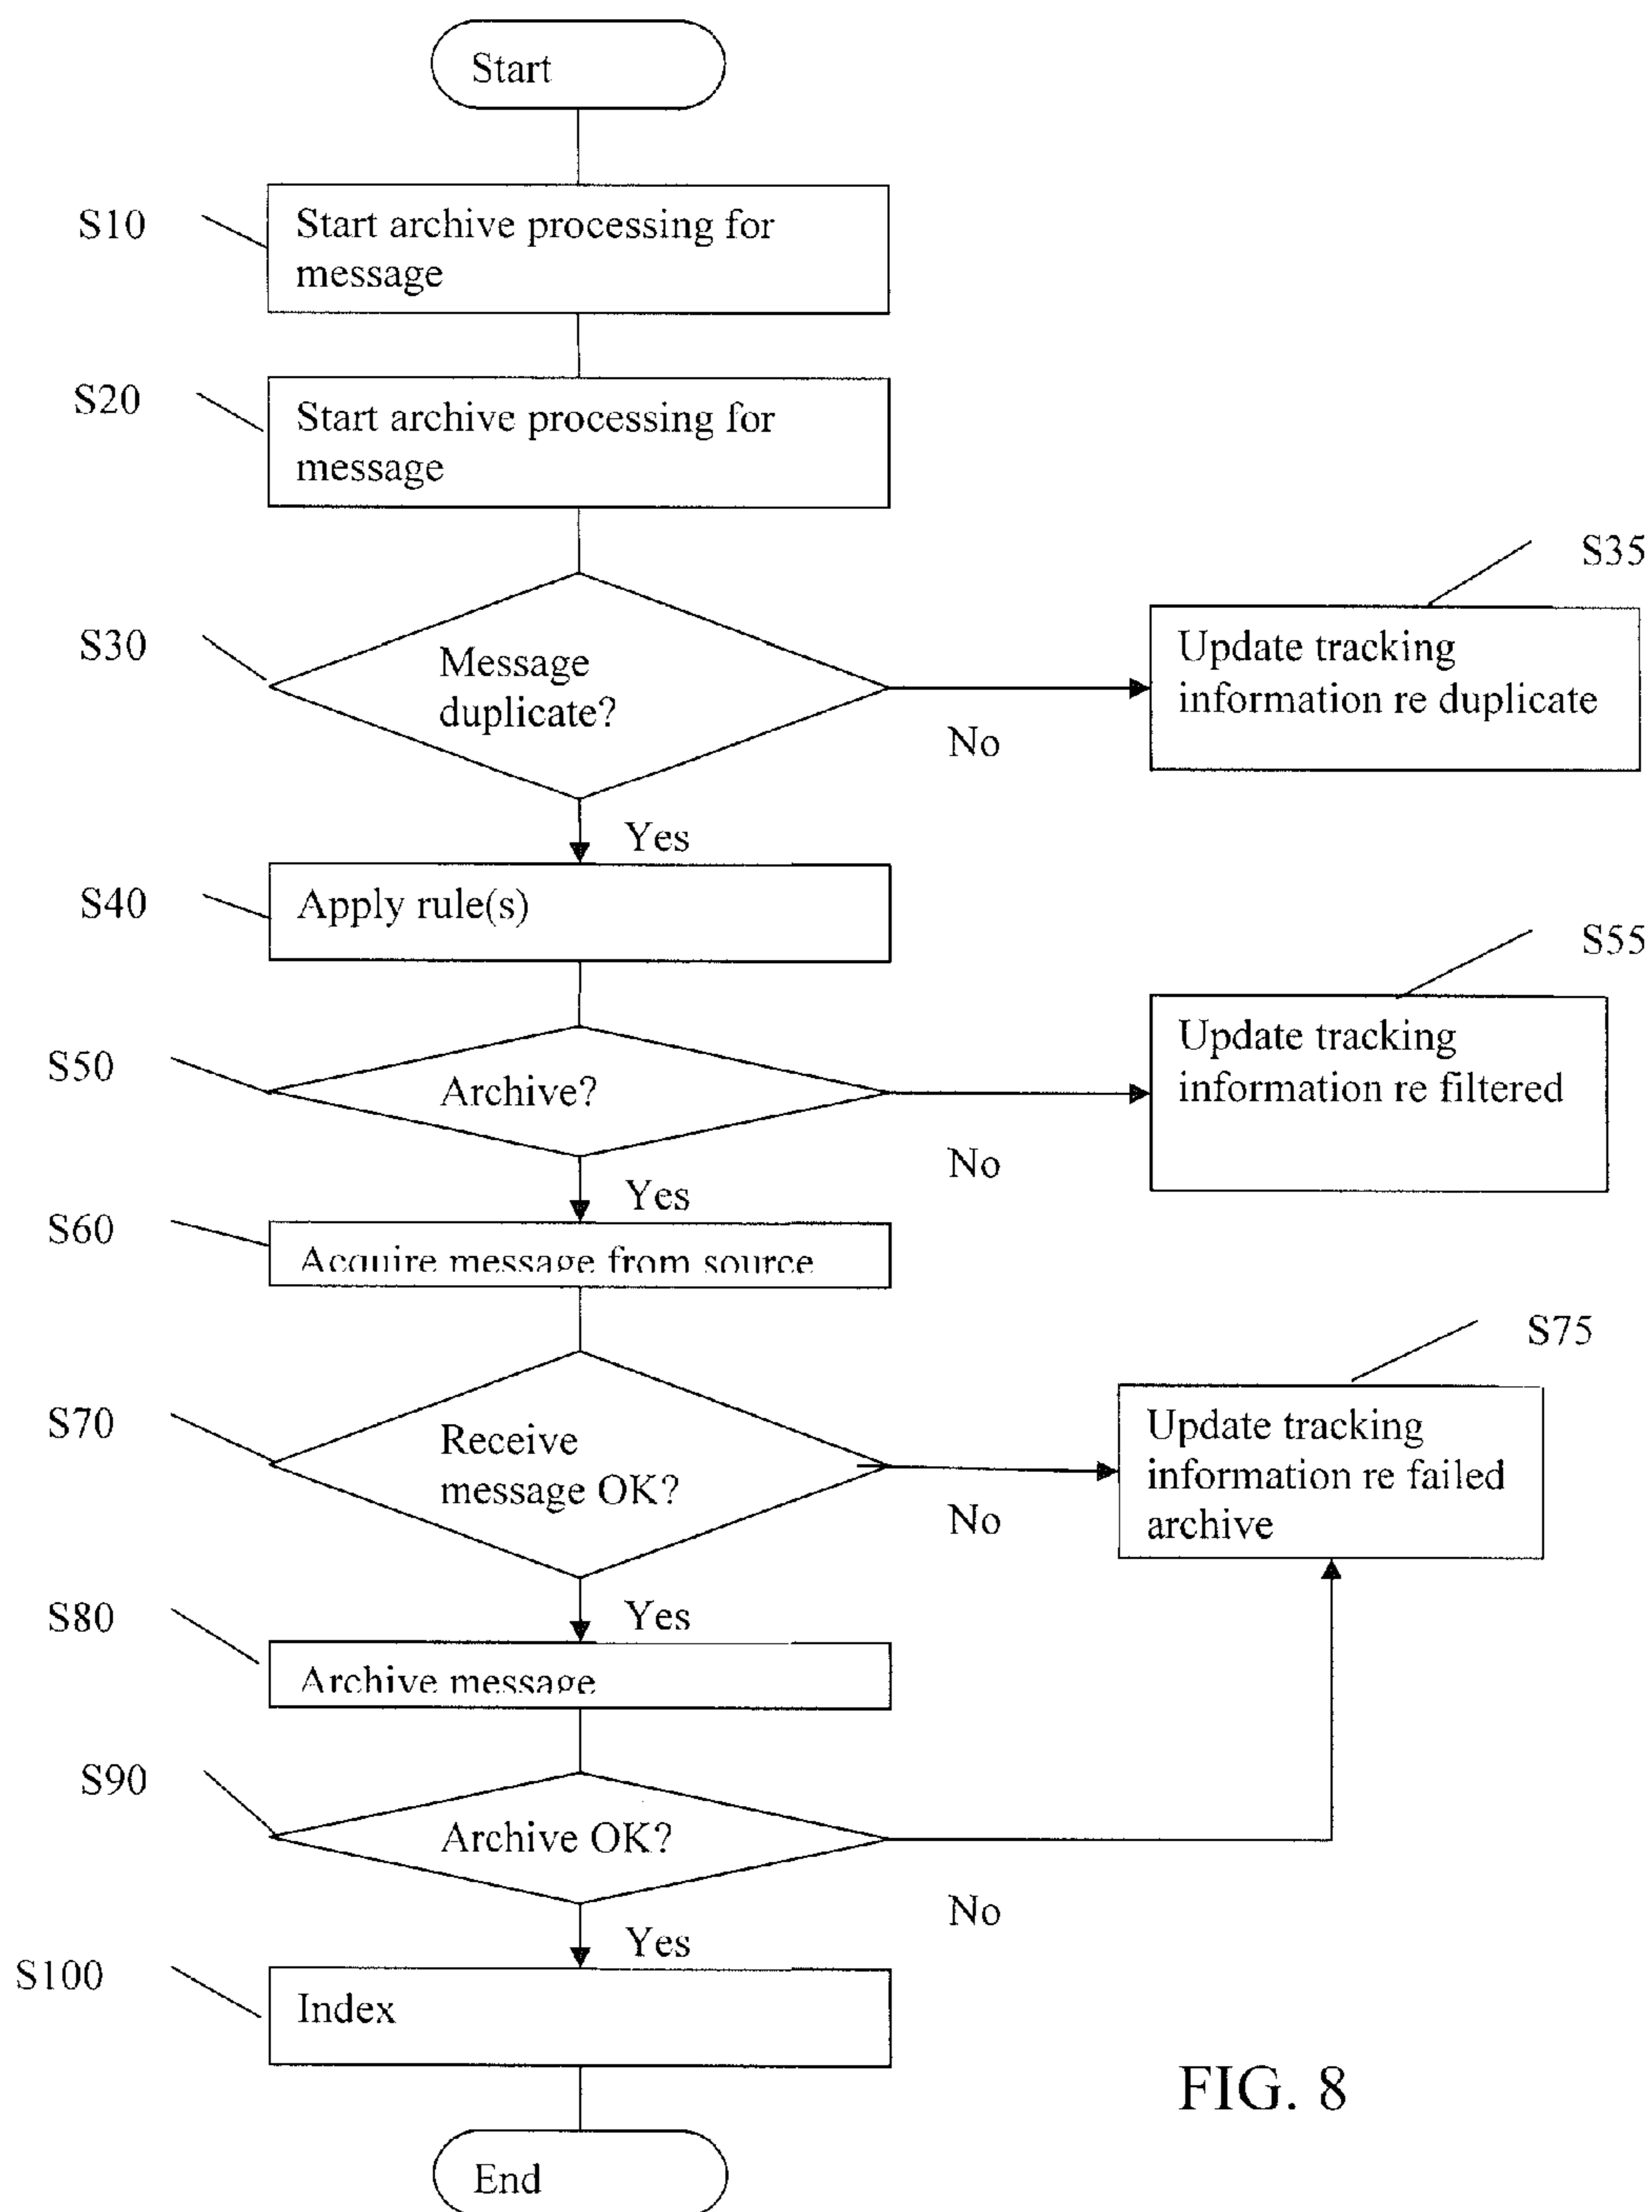 Start
S10
Start archive processing for
message
S20
Start archive processing for
message
S35
S30
Message
duplicate?
Update tracking
information re duplicate
No
Yes
S40
Apply rule(s)
S55
S50
Archive?
Update tracking
information re filtered
No
Yes
S60
Acquire message from source
S75
S70
Receive
message OK?
Update tracking
information re failed
archive
No
Yes
S80
Archive message
S90
Archive OK?
No
Yes
S100
Index
FIG. 8
End